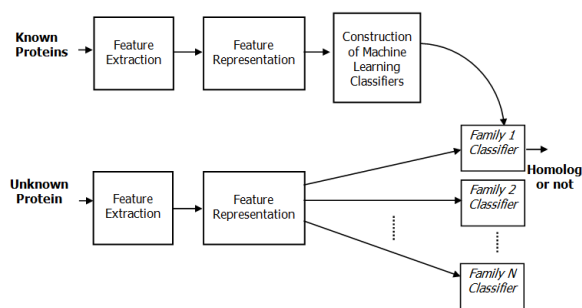 Known
Proteins
Feature
Extraction
Feature
Representation
Construction
of Machine
Learning
Classifiers
Family 1
Classifier
Homolog
or not
Unknown
Protein
Feature
Extraction
Feature
Representation
Family 2
Classifier
Family N
Classifier